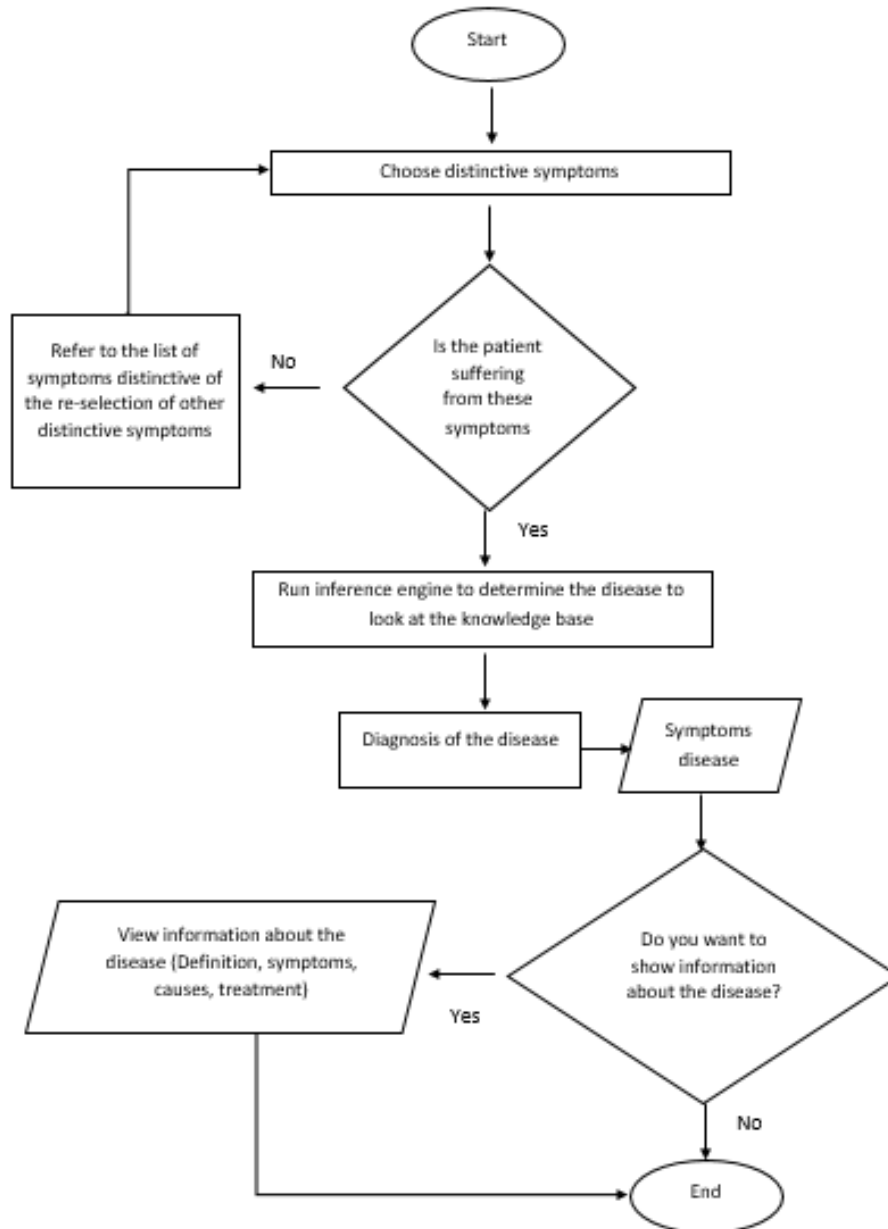 Start
Choose distinctive symptoms
Is the patient
suffering
from these
symptoms
No
Refer to the list of
symptoms distinctive of
the re-selection of other
distinctive symptoms
Yes
Run inference engine to determine the disease to
look at the knowledge base
Diagnosis of the disease
Symptoms
disease
Do you want to
show information
about the disease?
Yes
View information about the
disease (Definition, symptoms,
causes, treatment)
No
End